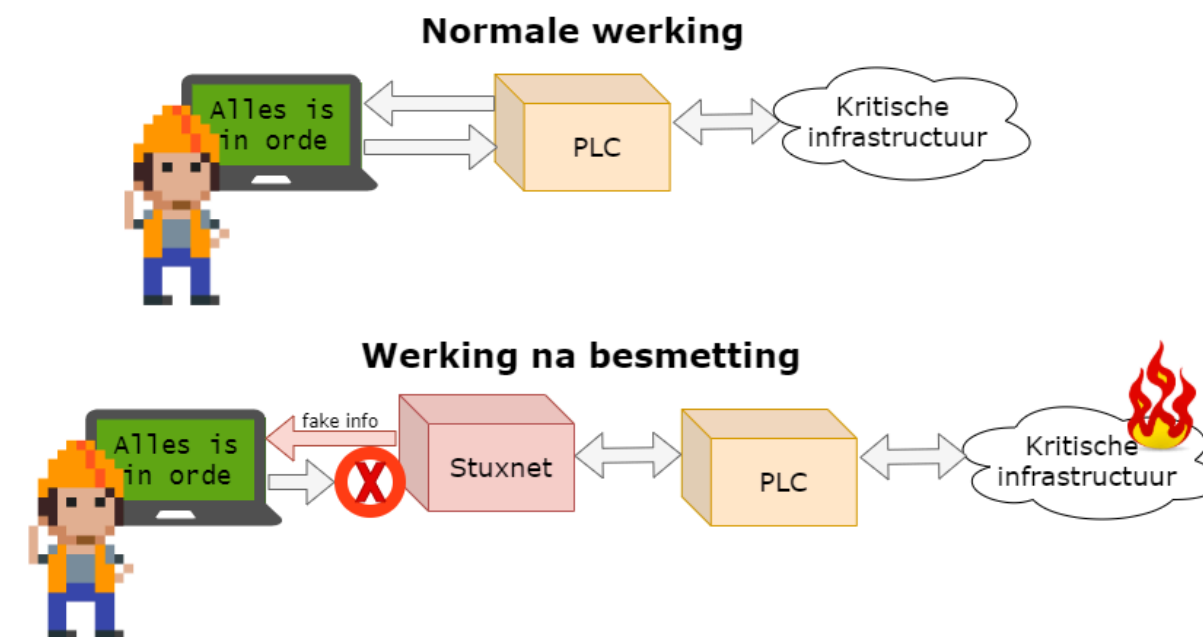 Normale werking
Alles is
in orde
PLC
Kritische
infrastructuur
Werking na besmetting
fake info
Alles is
in orde
X
Stuxnet
PLC
Kritische
infrastructuur